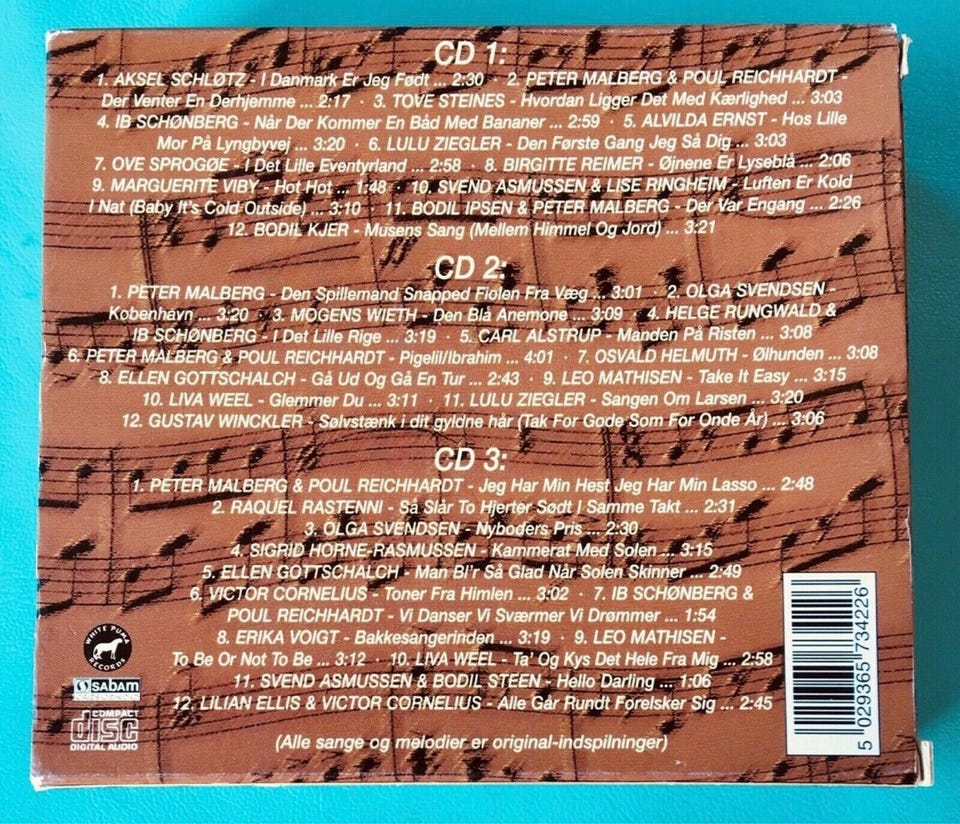 CD 1:
1. AKSEL SCHLØTZ - I Danmark Er Jeg Født ... 2:30 · 2. PETER MALBERG & POUL REICHHARDT -
Der Venter En Derhjemme ... 2:17 · 3. TOVE STEINES - Hvordan Ligger Det Med Kærlighed ... 3:03
4. IB SCHØNBERG - Når Der Kommer En Båd Med Bananer ... 2:59 · 5. ALVILDA ERNST - Hos Lille
Mor På Lyngbyvej ... 3:20 · 6. LULU ZIEGLER - Den Første Gang Jeg Så Dig ... 3:03
7. OVE SPROGØE - I Det Lille Eventyrland ... 2:58 · 8. BIRGITTE REIMER - Øjnene Er Lyseblå ... 2:06
9. MARGUERITE VIBY - Hot Hot ... 1:48 · 10. SVEND ASMUSSEN & LISE RINGHEIM - Luften Er Kold
I Nat (Baby It's Cold Outside) ... 3:10 · 11. BODIL IPSEN & PETER MALBERG - Der Var Engang ... 2:26
12. BODIL KJER - Musens Sang (Mellem Himmel Og Jord) ... 3:21
CD 2:
1. PETER MALBERG - Den Spillemand Snapped Fiolen Fra Væg ... 3:01 · 2. OLGA SVENDSEN -
Kobenhavn ... 3:20 · 3. MOGENS WIETH - Den Blå Anemone ... 3:09 · 4. HELGE RUNGWALD &
IB SCHØNBERG - I Det Lille Rige ... 3:19 · 5. CARL ALSTRUP - Manden På Risten ... 3:08
6. PETER MALBERG & POUL REICHHARDT - Pigelil/Ibrahim ... 4:01 · 7. OSVALD HELMUTH - Ølhunden ... 3:08
8. ELLEN GOTTSCHALCH - Gå Ud Og Gå En Tur ... 2:43 · 9. LEO MATHISEN - Take It Easy ... 3:15
10. LIVA WEEL - Glemmer Du ... 3:11 · 11. LULU ZIEGLER - Sangen Om Larsen ... 3:20
12. GUSTAV WINCKLER - Sølvstænk i dit gyldne hår (Tak For Gode Som For Onde År) ... 3:06
CD 3:
1. PETER MALBERG & POUL REICHHARDT - Jeg Har Min Hest Jeg Har Min Lasso ... 2:48
2. RAQUEL RASTENNI - Så Slår To Hjerter Sødt I Samme Takt ... 2:31
3. OLGA SVENDSEN - Nyboders Pris ... 2:30
4. SIGRID HORNE-RASMUSSEN - Kammerat Med Solen ... 3:15
5. ELLEN GOTTSCHALCH - Man Bl'r Så Glad Når Solen Skinner ... 2:49
6. VICTOR CORNELIUS - Toner Fra Himlen ... 3:02 · 7. IB SCHØNBERG &
POUL REICHHARDT - Vi Danser Vi Sværmer Vi Drømmer ... 1:54
8. ERIKA VOIGT - Bakkesangerinden ... 3:19 · 9. LEO MATHISEN -
To Be Or Not To Be ... 3:12 · 10. LIVA WEEL - Ta' Og Kys Det Hele Fra Mig ... 2:58
11. SVEND ASMUSSEN & BODIL STEEN - Hello Darling ... 1:06
12. LILIAN ELLIS & VICTOR CORNELIUS - Alle Går Rundt Forelsker Sig ... 2:45
(Alle sange og melodier er original-indspilninger)
WHITE PUMA
RECORDS
sabam
COMPACT
disc
DIGITAL AUDIO
5 029365 734226